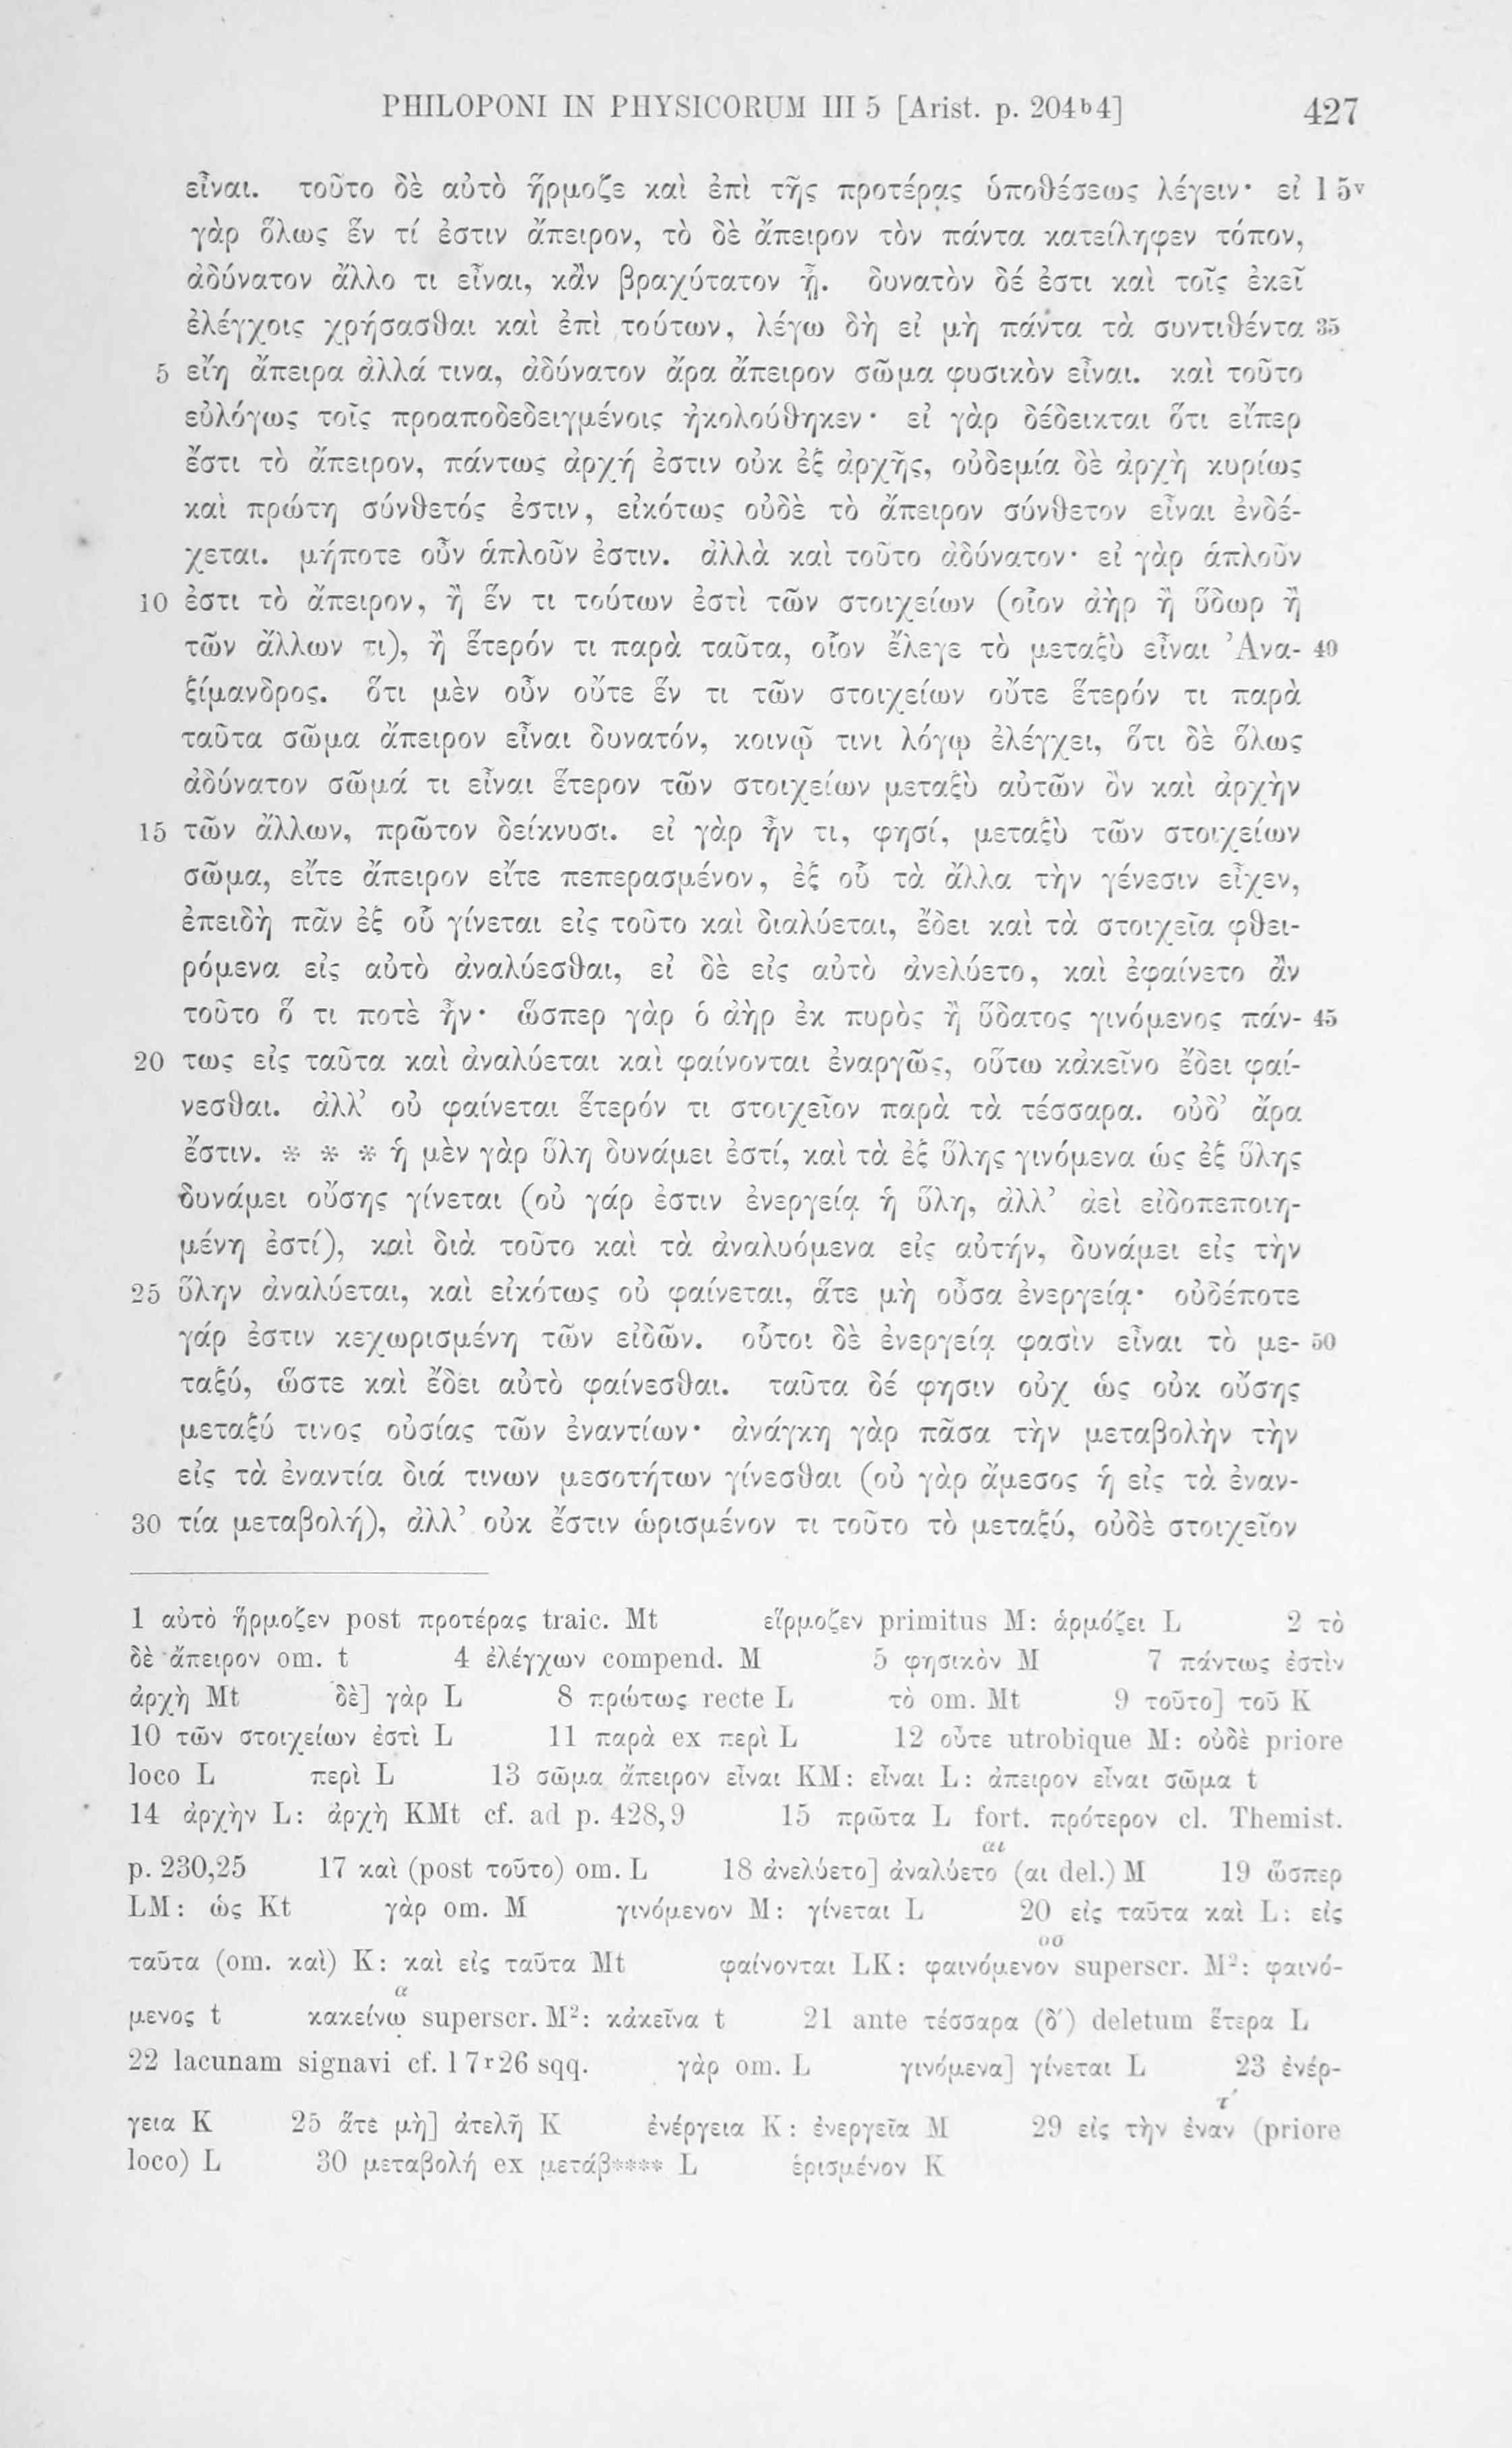 PHILOPONI IN PHYSICORUM III 5 [Arist. p. 204ᵇ4] 427
εἶναι. τοῦτο δὲ αὐτὸ ἥρμοζε καὶ ἐπὶ τῆς προτέρας ὑποθέσεως λέγειν· εἰ 15ᵛ
γὰρ ὅλως ἕν τί ἐστιν ἄπειρον, τὸ δὲ ἄπειρον τὸν πάντα κατείληφεν τόπον,
ἀδύνατον ἄλλο τι εἶναι, κἂν βραχύτατον ᾖ. δυνατὸν δέ ἐστι καὶ τοῖς ἐκεῖ
ἐλέγχοις χρήσασθαι καὶ ἐπὶ τούτων, λέγω δὴ εἰ μὴ πάντα τὰ συντιθέντα 35
5 εἴη ἄπειρα ἀλλά τινα, ἀδύνατον ἄρα ἄπειρον σῶμα φυσικὸν εἶναι. καὶ τοῦτο
εὐλόγως τοῖς προαποδεδειγμένοις ἠκολούθηκεν· εἰ γὰρ δέδεικται ὅτι εἴπερ
ἔστι τὸ ἄπειρον, πάντως ἀρχή ἐστιν οὐκ ἐξ ἀρχῆς, οὐδεμία δὲ ἀρχὴ κυρίως
καὶ πρώτη σύνθετός ἐστιν, εἰκότως οὐδὲ τὸ ἄπειρον σύνθετον εἶναι ἐνδέ-
χεται. μήποτε οὖν ἁπλοῦν ἐστιν. ἀλλὰ καὶ τοῦτο ἀδύνατον· εἰ γὰρ ἁπλοῦν
10 ἐστι τὸ ἄπειρον, ἢ ἕν τι τούτων ἐστὶ τῶν στοιχείων (οἷον ἀὴρ ἢ ὕδωρ ἢ
τῶν ἄλλων τι), ἢ ἕτερόν τι παρὰ ταῦτα, οἷον ἔλεγε τὸ μεταξὺ εἶναι Ἀνα- 40
ξίμανδρος. ὅτι μὲν οὖν οὔτε ἕν τι τῶν στοιχείων οὔτε ἕτερόν τι παρὰ
ταῦτα σῶμα ἄπειρον εἶναι δυνατόν, κοινῷ τινι λόγῳ ἐλέγχει, ὅτι δὲ ὅλως
ἀδύνατον σῶμά τι εἶναι ἕτερον τῶν στοιχείων μεταξὺ αὐτῶν ὂν καὶ ἀρχὴν
15 τῶν ἄλλων, πρῶτον δείκνυσι. εἰ γὰρ ἦν τι, φησί, μεταξὺ τῶν στοιχείων
σῶμα, εἴτε ἄπειρον εἴτε πεπερασμένον, ἐξ οὗ τὰ ἄλλα τὴν γένεσιν εἶχεν,
ἐπειδὴ πᾶν ἐξ οὗ γίνεται εἰς τοῦτο καὶ διαλύεται, ἔδει καὶ τὰ στοιχεῖα φθει-
ρόμενα εἰς αὐτὸ ἀναλύεσθαι, εἰ δὲ εἰς αὐτὸ ἀνελύετο, καὶ ἐφαίνετο ἂν
τοῦτο ὅ τι ποτὲ ἦν· ὥσπερ γὰρ ὁ ἀὴρ ἐκ πυρὸς ἢ ὕδατος γινόμενος πάν- 45
20 τως εἰς ταῦτα καὶ ἀναλύεται καὶ φαίνονται ἐναργῶς, οὕτω κἀκεῖνο ἔδει φαί-
νεσθαι. ἀλλ’ οὐ φαίνεται ἕτερόν τι στοιχεῖον παρὰ τὰ τέσσαρα. οὐδ’ ἄρα
ἔστιν. * * * ἡ μὲν γὰρ ὕλη δυνάμει ἐστί, καὶ τὰ ἐξ ὕλης γινόμενα ὡς ἐξ ὕλης
δυνάμει οὔσης γίνεται (οὐ γάρ ἐστιν ἐνεργείᾳ ἡ ὕλη, ἀλλ’ ἀεὶ εἰδοπεποιη-
μένη ἐστί), καὶ διὰ τοῦτο καὶ τὰ ἀναλυόμενα εἰς αὐτήν, δυνάμει εἰς τὴν
25 ὕλην ἀναλύεται, καὶ εἰκότως οὐ φαίνεται, ἅτε μὴ οὖσα ἐνεργείᾳ· οὐδέποτε
γάρ ἐστιν κεχωρισμένη τῶν εἰδῶν. οὗτοι δὲ ἐνεργείᾳ φασὶν εἶναι τὸ με- 50
ταξύ, ὥστε καὶ ἔδει αὐτὸ φαίνεσθαι. ταῦτα δέ φησιν οὐχ ὡς οὐκ οὔσης
μεταξύ τινος οὐσίας τῶν ἐναντίων· ἀνάγκη γὰρ πᾶσα τὴν μεταβολὴν τὴν
εἰς τὰ ἐναντία διά τινων μεσοτήτων γίνεσθαι (οὐ γὰρ ἄμεσος ἡ εἰς τὰ ἐναν-
30 τία μεταβολή), ἀλλ’ οὐκ ἔστιν ὡρισμένον τι τοῦτο τὸ μεταξύ, οὐδὲ στοιχεῖον
1 αὐτὸ ἥρμοζεν post προτέρας traic. Mt εἵρμοζεν primitus M: ἁρμόζει L 2 τὸ
δὲ ἄπειρον om. t 4 ἐλέγχων compend. M 5 φησικὸν M 7 πάντως ἐστὶν
ἀρχὴ Mt δὲ] γὰρ L 8 πρώτως recte L τὸ om. Mt 9 τοῦτο] τοῦ K
10 τῶν στοιχείων ἐστὶ L 11 παρὰ ex περὶ L 12 οὔτε utrobique M: οὐδὲ priore
loco L περὶ L 13 σῶμα ἄπειρον εἶναι KM: εἶναι L: ἄπειρον εἶναι σῶμα t
14 ἀρχὴν L: ἀρχὴ KMt cf. ad p. 428,9 15 πρῶτα L fort. πρότερον cl. Themist.
αι
p. 230,25 17 καὶ (post τοῦτο) om. L 18 ἀνελύετο] ἀναλύετο (αι del.) M 19 ὥσπερ
LM: ὡς Kt γὰρ om. M γινόμενον M: γίνεται L 20 εἰς ταῦτα καὶ L: εἰς
οσ
ταῦτα (om. καὶ) K: καὶ εἰς ταῦτα Mt φαίνονται LK: φαινόμενον superscr. M²: φαινό-
α
μενος t κακείνῳ superscr. M²: κἀκεῖνα t 21 ante τέσσαρα (δ′) deletum ἕτερα L
22 lacunam signavi cf. 17ʳ26 sqq. γὰρ om. L γινόμενα] γίνεται L 23 ἐνέρ-
τ′
γεια K 25 ἅτε μὴ] ἀτελῆ K ἐνέργεια K: ἐνεργεῖα M 29 εἰς τὴν ἐναν (priore
loco) L 30 μεταβολή ex μετάβ**** L ἑρισμένον K